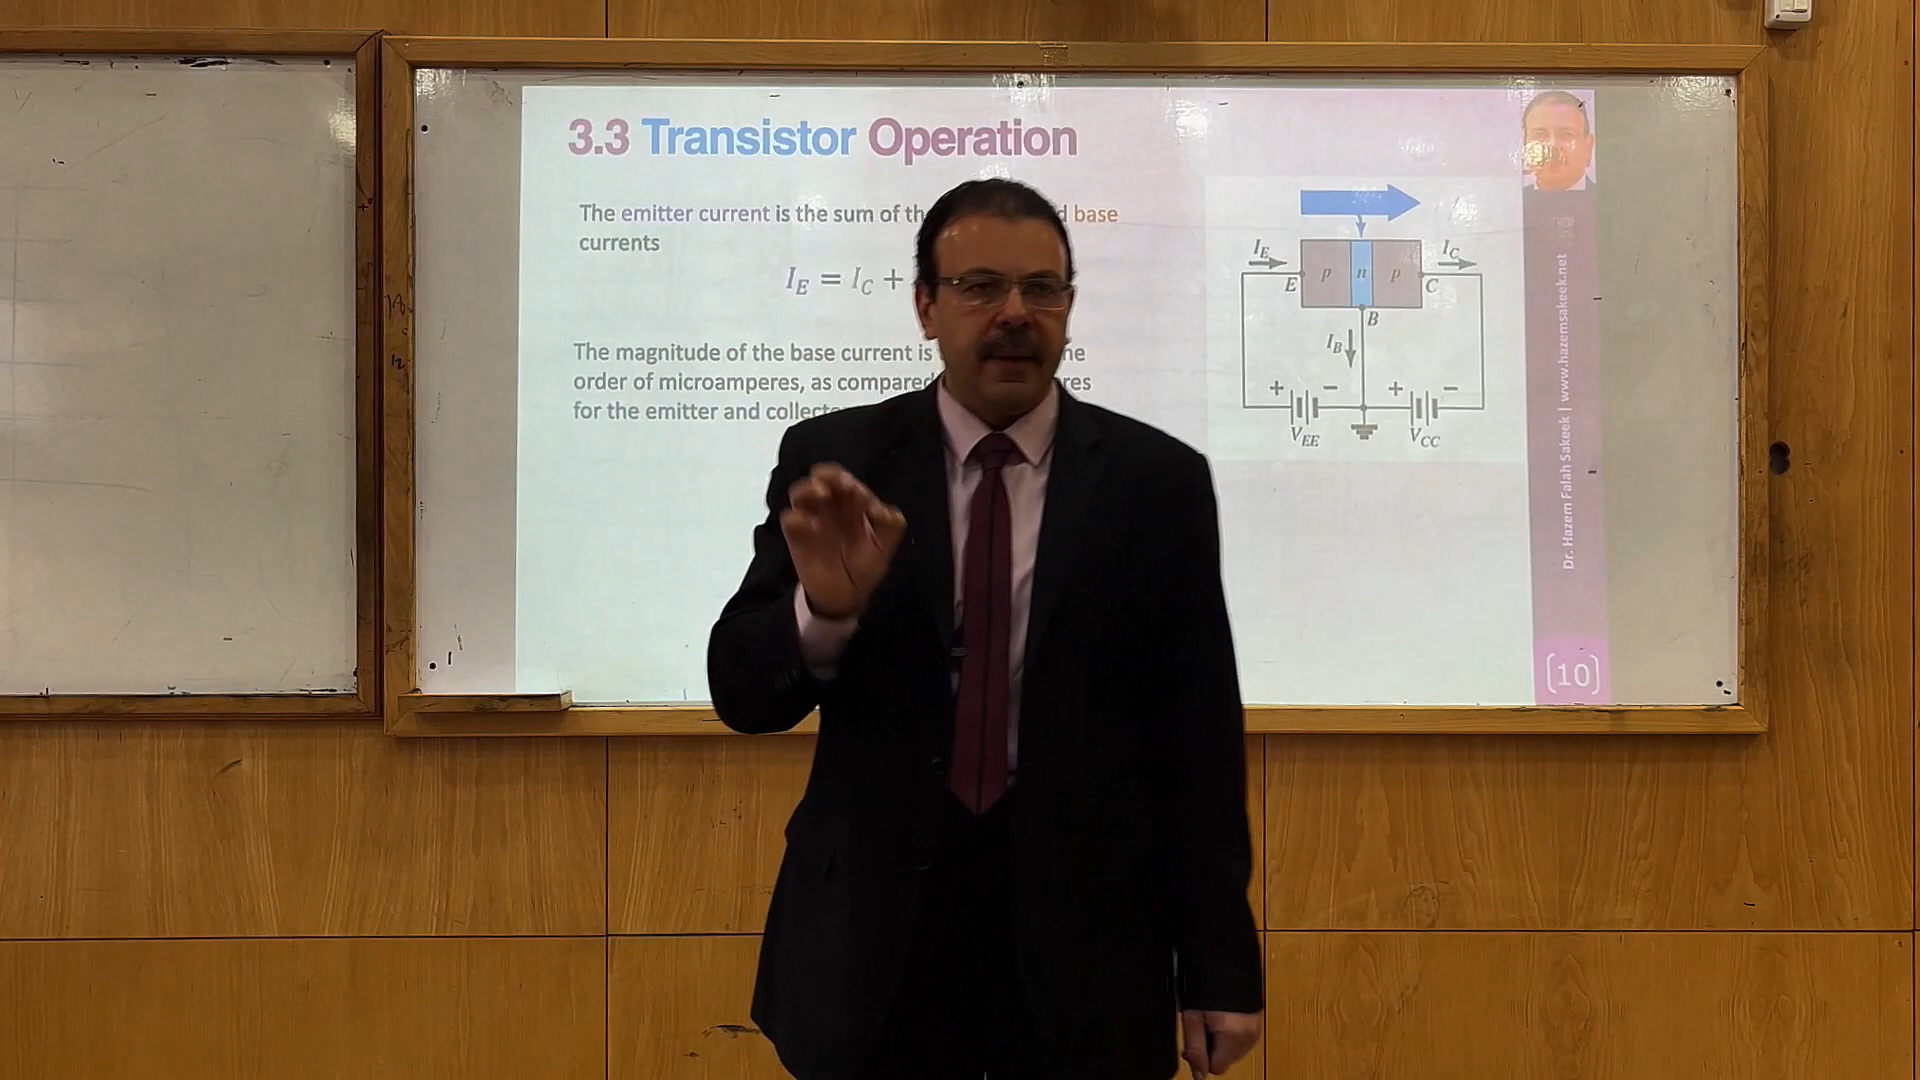 3.3 Transistor Operation
The emitter current is the sum of th d base
currents
I_E = I_C +
The magnitude of the base current is he
order of microamperes, as compared res
for the emitter and collecto
I_E
I_C
p
n
p
E
C
B
I_B
+ − + −
V_EE
V_CC
Dr. Hazem Falah Sakeek | www.hazemsakeek.net
(10)